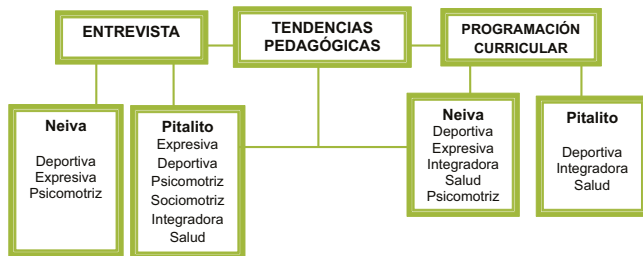 ENTREVISTA
TENDENCIAS
PEDAGÓGICAS
PROGRAMACIÓN
CURRICULAR
Neiva
Deportiva
Expresiva
Psicomotriz
Pitalito
Expresiva
Deportiva
Psicomotriz
Sociomotriz
Integradora
Salud
Neiva
Deportiva
Expresiva
Integradora
Salud
Psicomotriz
Pitalito
Deportiva
Integradora
Salud